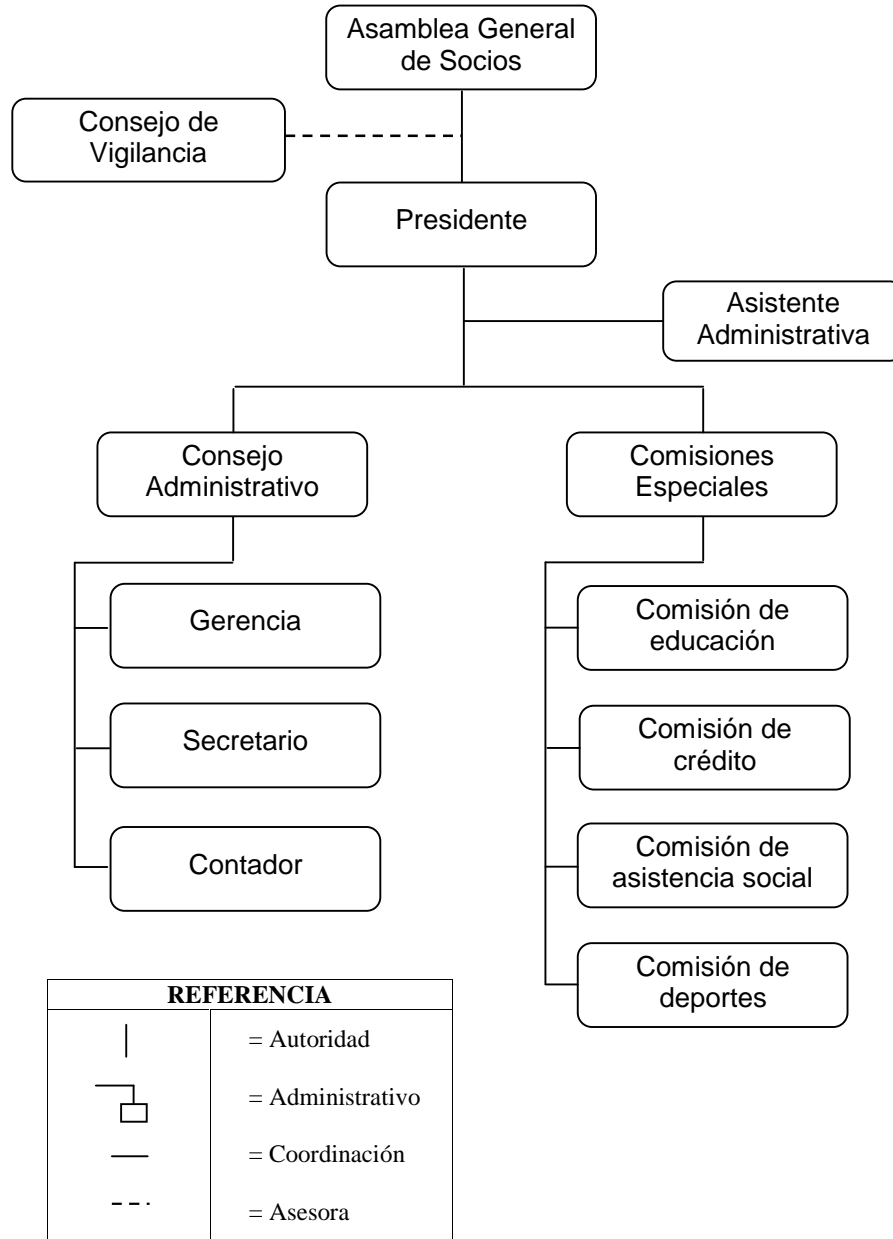 Asamblea General
de Socios
Consejo de
Vigilancia
Presidente
Asistente
Administrativa
Consejo
Administrativo
Comisiones
Especiales
Gerencia
Secretario
Contador
Comisión de
educación
Comisión de
crédito
Comisión de
asistencia social
Comisión de
deportes
REFERENCIA
= Autoridad
= Administrativo
= Coordinación
= Asesora